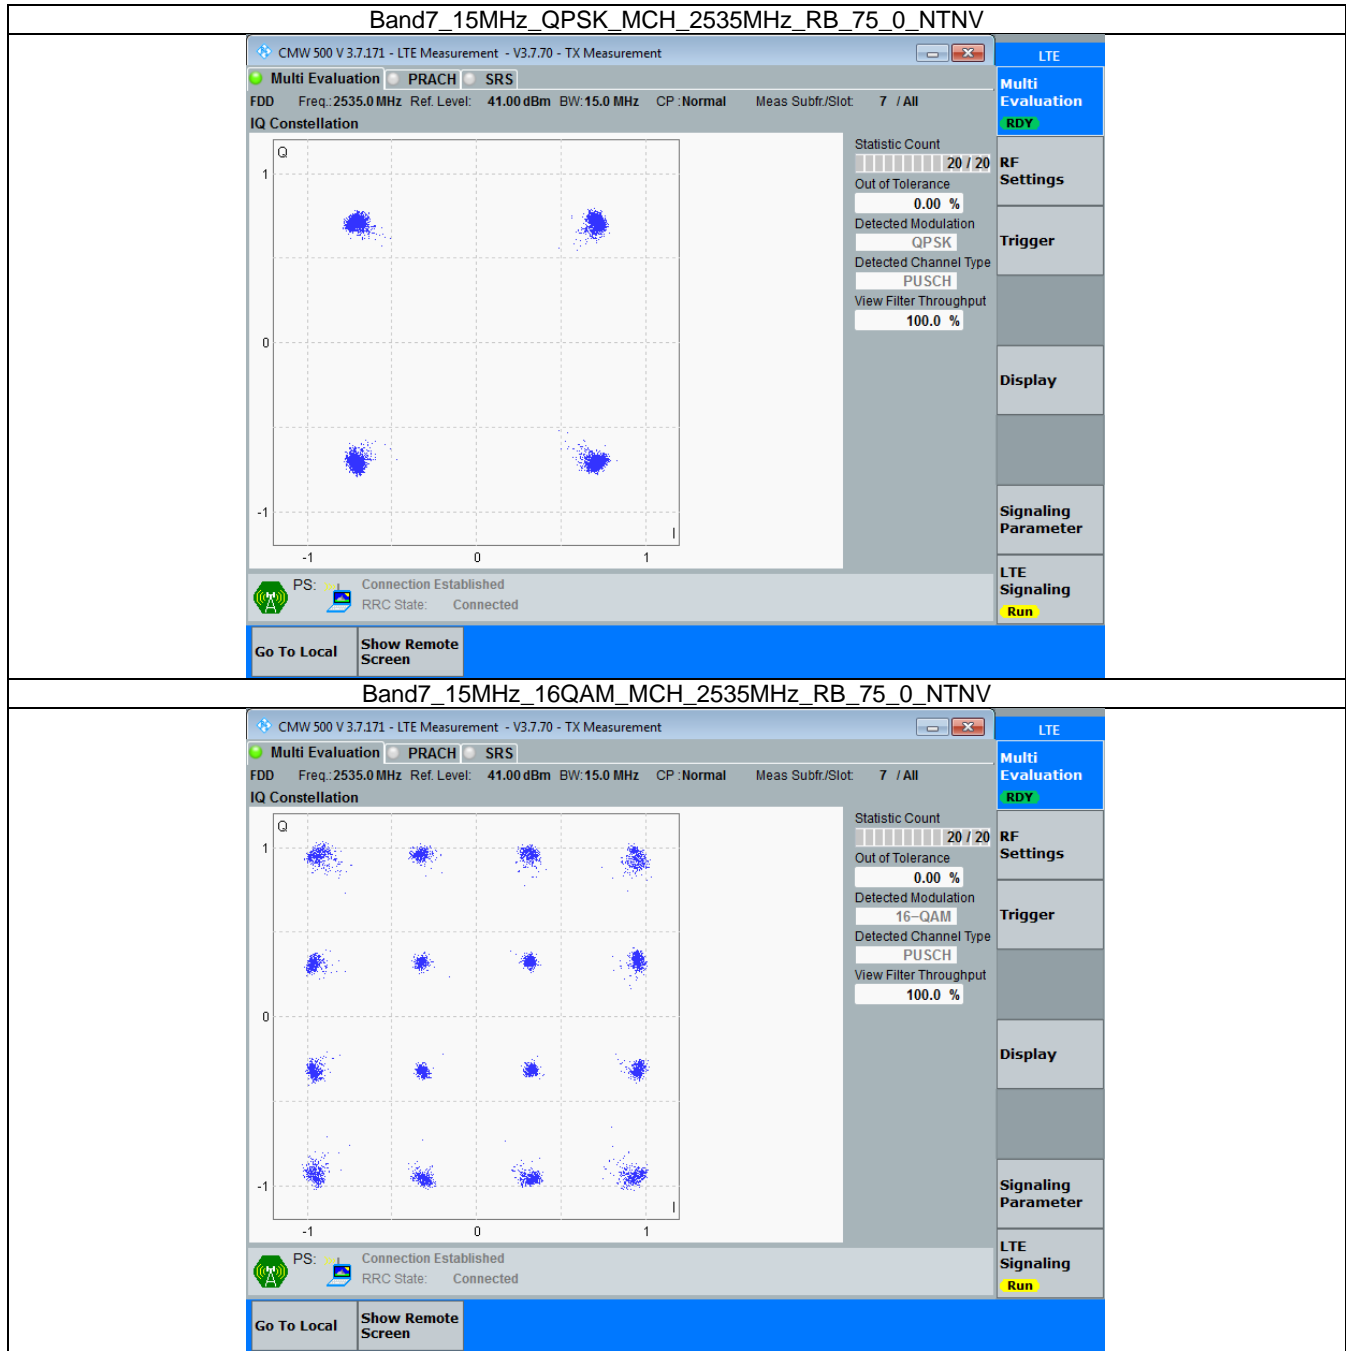 Band7_15MHz_QPSK_MCH_2535MHz_RB_75_0_NTNV
CMW 500 V 3.7.171 - LTE Measurement - V3.7.70 - TX Measurement
LTE
Multi Evaluation PRACH SRS
FDD Freq.: 2535.0 MHz Ref. Level: 41.00 dBm BW: 15.0 MHz CP : Normal Meas Subfr./Slot: 7 / All
IQ Constellation
Multi
Evaluation
RDY
Q
1
0
-1
-1 0 1
I
Statistic Count
20 / 20
Out of Tolerance
0.00 %
Detected Modulation
QPSK
Detected Channel Type
PUSCH
View Filter Throughput
100.0 %
RF
Settings
Trigger
Display
Signaling
Parameter
LTE
Signaling
Run
PS: Connection Established
RRC State: Connected
Go To Local
Show Remote
Screen
Band7_15MHz_16QAM_MCH_2535MHz_RB_75_0_NTNV
CMW 500 V 3.7.171 - LTE Measurement - V3.7.70 - TX Measurement
LTE
Multi Evaluation PRACH SRS
FDD Freq.: 2535.0 MHz Ref. Level: 41.00 dBm BW: 15.0 MHz CP : Normal Meas Subfr./Slot: 7 / All
IQ Constellation
Multi
Evaluation
RDY
Q
1
0
-1
-1 0 1
I
Statistic Count
20 / 20
Out of Tolerance
0.00 %
Detected Modulation
16-QAM
Detected Channel Type
PUSCH
View Filter Throughput
100.0 %
RF
Settings
Trigger
Display
Signaling
Parameter
LTE
Signaling
Run
PS: Connection Established
RRC State: Connected
Go To Local
Show Remote
Screen